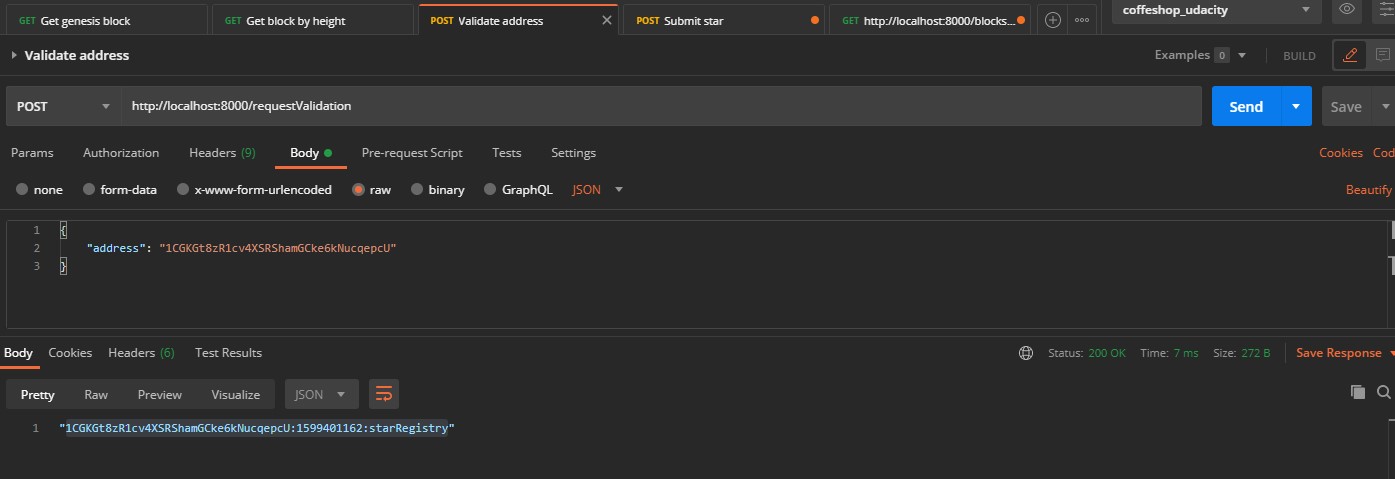 GET Get genesis block GET Get block by height POST Validate address POST Submit star GET http://localhost:8000/blocks... coffeshop_udacity
Validate address Examples 0 BUILD
POST http://localhost:8000/requestValidation Send Save
Params Authorization Headers (9) Body Pre-request Script Tests Settings Cookies Cod
none form-data x-www-form-urlencoded raw binary GraphQL JSON Beautify
1 {
2 "address": "1CGKGt8zR1cv4XSRShamGCke6kNucqepcU"
3 }
Body Cookies Headers (6) Test Results Status: 200 OK Time: 7 ms Size: 272 B Save Response
Pretty Raw Preview Visualize JSON
1 "1CGKGt8zR1cv4XSRShamGCke6kNucqepcU:1599401162:starRegistry"